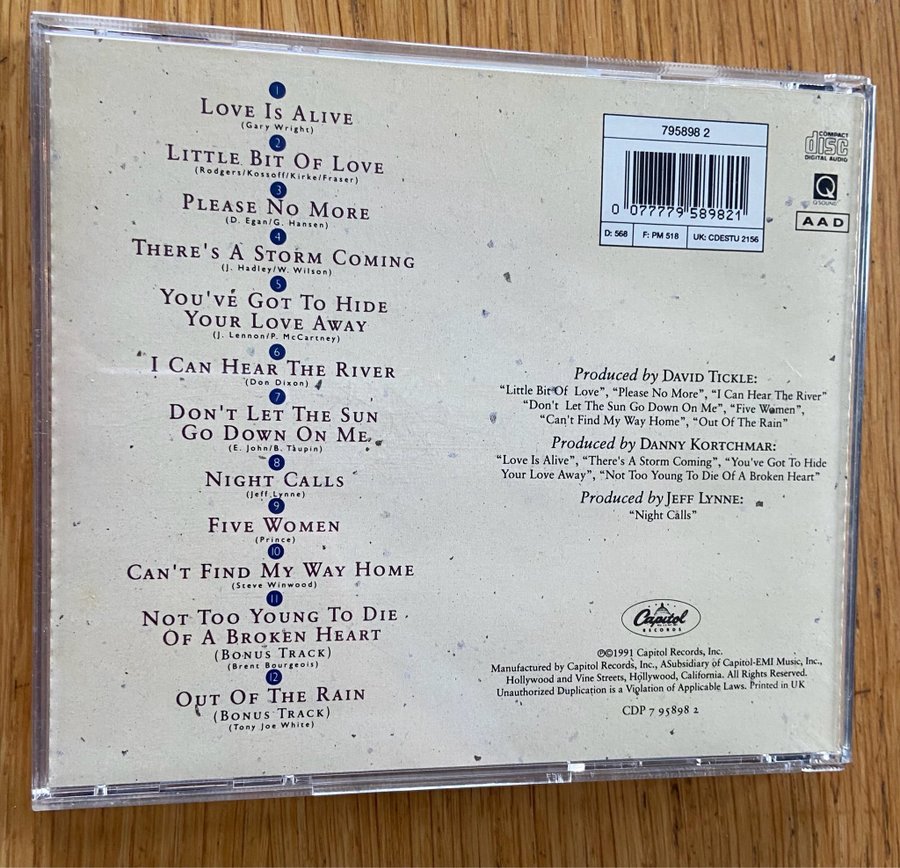 1
LOVE IS ALIVE
(Gary Wright)
2
LITTLE BIT OF LOVE
(Rodgers/Kossoff/Kirke/Fraser)
3
PLEASE NO MORE
(D. Egan/G. Hansen)
4
THERE'S A STORM COMING
(J. Hadley/W. Wilson)
5
YOU'VE GOT TO HIDE
YOUR LOVE AWAY
(J. Lennon/P. McCartney)
6
I CAN HEAR THE RIVER
(Don Dixon)
7
DON'T LET THE SUN
GO DOWN ON ME
(E. John/B. Taupin)
8
NIGHT CALLS
(Jeff Lynne)
9
FIVE WOMEN
(Prince)
10
CAN'T FIND MY WAY HOME
(Steve Winwood)
11
NOT TOO YOUNG TO DIE
OF A BROKEN HEART
(BONUS TRACK)
(Brent Bourgeois)
12
OUT OF THE RAIN
(BONUS TRACK)
(Tony Joe White)
795898 2
0 077779 589821
D: 568 F: PM 518 UK: CDESTU 2156
COMPACT
disc
DIGITAL AUDIO
Q
QSOUND
AAD
Produced by DAVID TICKLE:
"Little Bit Of Love", "Please No More", "I Can Hear The River"
"Don't Let The Sun Go Down On Me", "Five Women",
"Can't Find My Way Home", "Out Of The Rain"
Produced by DANNY KORTCHMAR:
"Love Is Alive", "There's A Storm Coming", "You've Got To Hide
Your Love Away", "Not Too Young To Die Of A Broken Heart"
Produced by JEFF LYNNE:
"Night Calls"
Capitol
RECORDS
℗©1991 Capitol Records, Inc.
Manufactured by Capitol Records, Inc., ASubsidiary of Capitol-EMI Music, Inc.,
Hollywood and Vine Streets, Hollywood, California. All Rights Reserved.
Unauthorized Duplication is a Violation of Applicable Laws. Printed in UK
CDP 7 95898 2